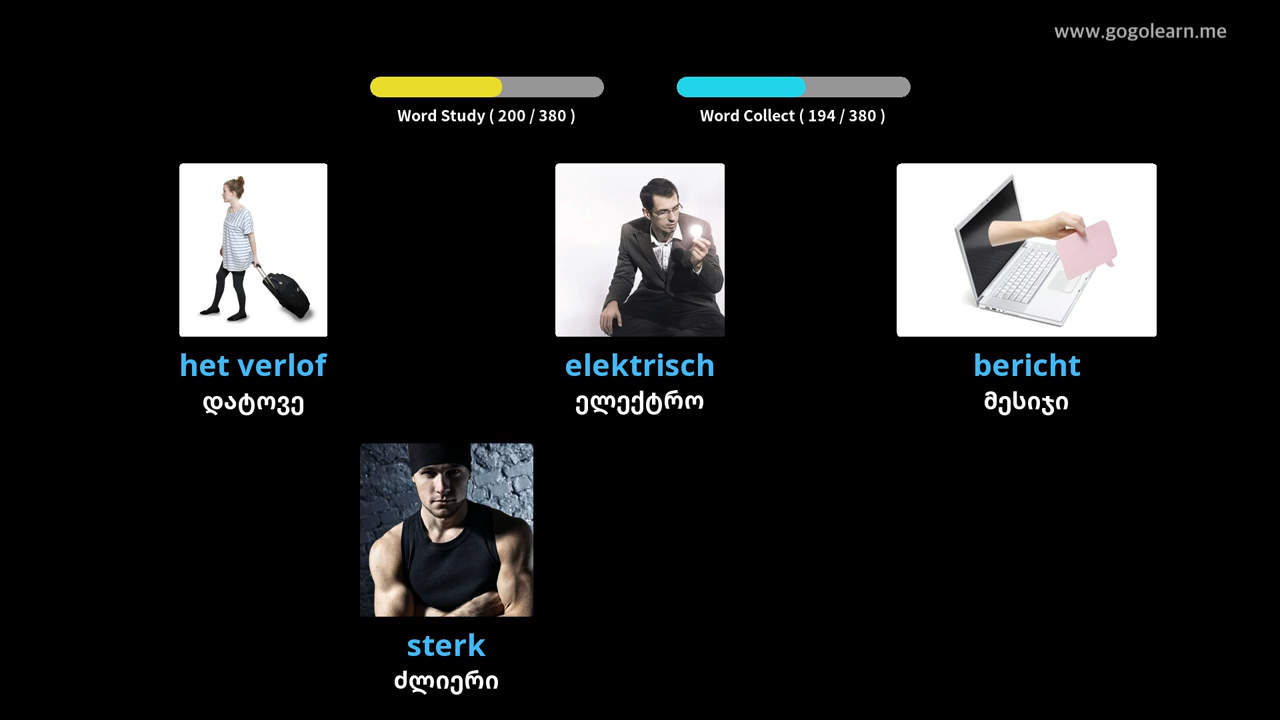 www.gogolearn.me
Word Study ( 200 / 380 )
Word Collect ( 194 / 380 )
het verlof
დატოვე
elektrisch
ელექტრო
bericht
მესიჯი
sterk
ძლიერი